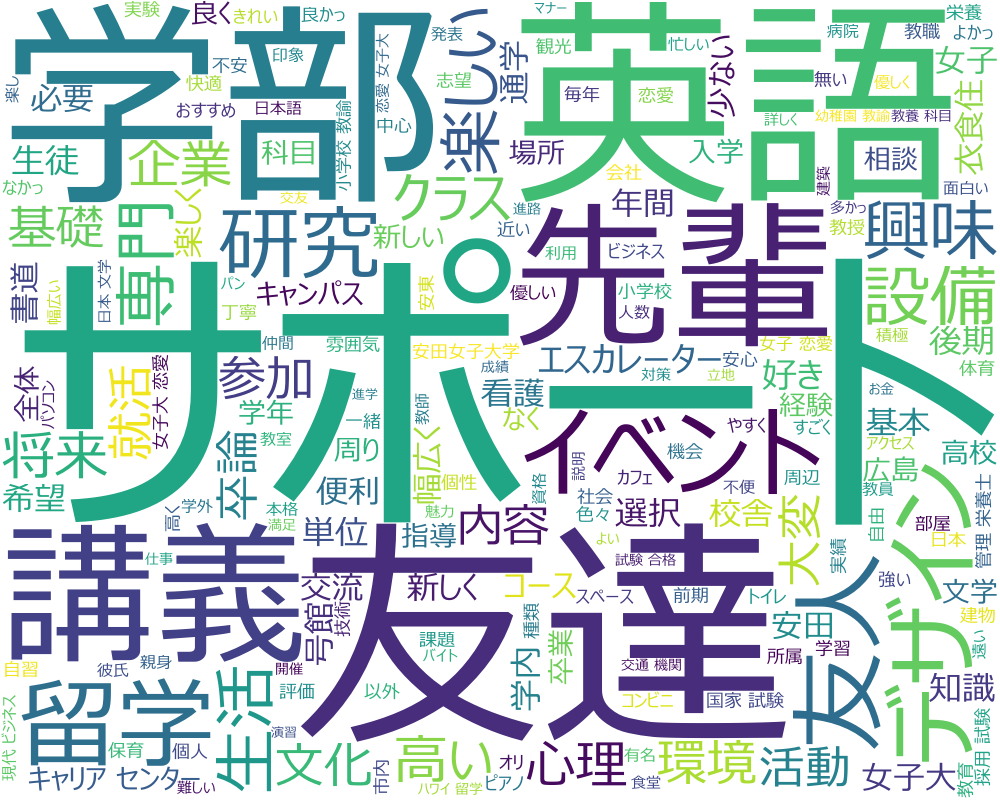 実験
良く
きれい
良かっ
学部
楽しい
発表
マナー
英語
栄養
よかっ
教職
病院
忙しい
観光
印象
不安
志望
恋愛 女子大
通学
少ない
女子
楽し
必要
快適
おすすめ
日本語
中心
毎年
恋愛
無い
優しく
衣食住
生徒
企業
科目
小学校 教諭
場所
入学
詳しく
幼稚園 教諭
教養 科目
相談
なかっ
クラス
会社
建築
面白い
基礎
専門
楽しく
研究
交友
進路
年間
多かっ
教授
興味
新しい
近い
先輩
ビジネス
書道
日本 文学
幅広い
パン
キャンパス
安東
利用
優しい
小学校
人数
設備
丁寧
サポート
積極
後期
仲間
雰囲気
安田女子大学
女子 恋愛
全体
パソコン
就活
女子大 恋愛
参加
エスカレーター
安心
体育
成績
対策
立地
好き
お金
進学
看護
将来
学年
一緒
教師
なく
イベント
やすく
すごく
経験
基本
卒論
教室
周り
アクセス
高校
希望
幅広く
個性
説明
カフェ
機会
周辺
広島
便利
資格
社会
不便
教員
高く
学外
本格
満足
魅力
色々
選択
校舎
大変
自由
部屋
デザイン
講義
単位
指導
内容
よい
試験 合格
実績
日本
管理 栄養士
仕事
交流
新しく
友達
コース
スペース
前期
トイレ
強い
文学
号館
技術
課題
バイト
種類
友人
安田
建物
自習
彼氏
親身
開催
学内
卒業
交通 機関
所属
学習
遠い
留学
生活
評価
以外
コンビニ
国家 試験
知識
現代 ビジネス
保育
個人
演習
文化
高い
オリ
心理
有名
環境
活動
女子大
教育
採用 試験
キャリア センター
難しい
市内
ピアノ
ハワイ 留学
食堂